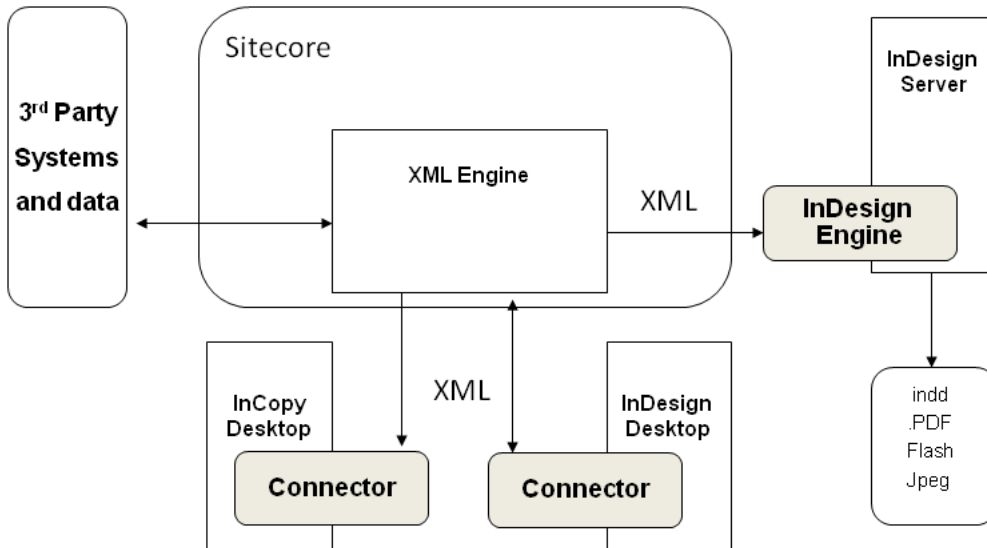 3rd Party
Systems
and data
Sitecore
XML Engine
XML
InDesign
Server
InDesign
Engine
InCopy
Desktop
Connector
XML
InDesign
Desktop
Connector
indd
.PDF
Flash
Jpeg